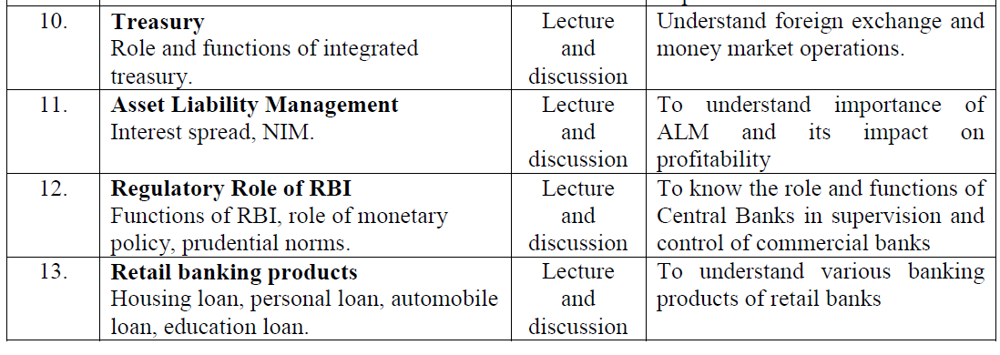 10. Treasury Lecture Understand foreign exchange and
Role and functions of integrated and money market operations.
treasury. discussion
11. Asset Liability Management Lecture To understand importance of
Interest spread, NIM. and ALM and its impact on
discussion profitability
12. Regulatory Role of RBI Lecture To know the role and functions of
Functions of RBI, role of monetary and Central Banks in supervision and
policy, prudential norms. discussion control of commercial banks
13. Retail banking products Lecture To understand various banking
Housing loan, personal loan, automobile and products of retail banks
loan, education loan. discussion